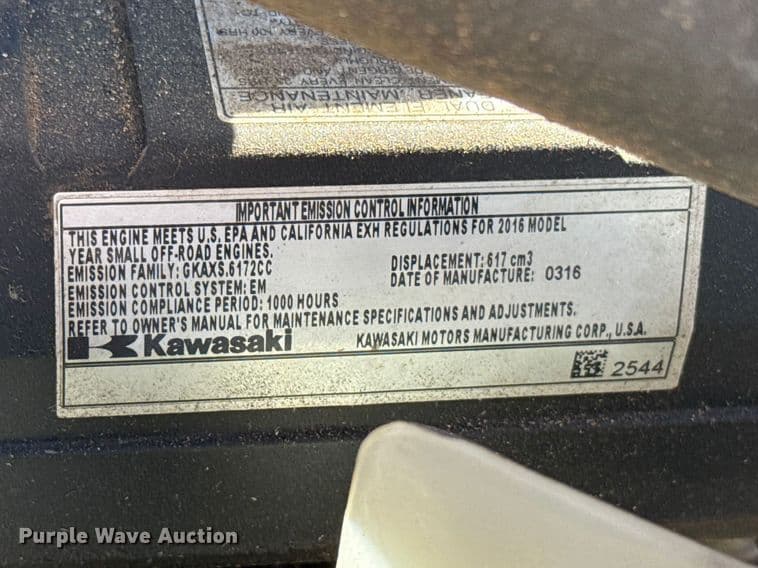 DUAL ELEMENT AIR
MAINTENANCE
IMPORTANT EMISSION CONTROL INFORMATION
THIS ENGINE MEETS U.S. EPA AND CALIFORNIA EXH REGULATIONS FOR 2016 MODEL
YEAR SMALL OFF-ROAD ENGINES.
EMISSION FAMILY: GKAXS.6172CC
DISPLACEMENT: 617 cm3
DATE OF MANUFACTURE: 0316
EMISSION CONTROL SYSTEM: EM
EMISSION COMPLIANCE PERIOD: 1000 HOURS
REFER TO OWNER'S MANUAL FOR MAINTENANCE SPECIFICATIONS AND ADJUSTMENTS.
Kawasaki
KAWASAKI MOTORS MANUFACTURING CORP., U.S.A.
2544
Purple Wave Auction